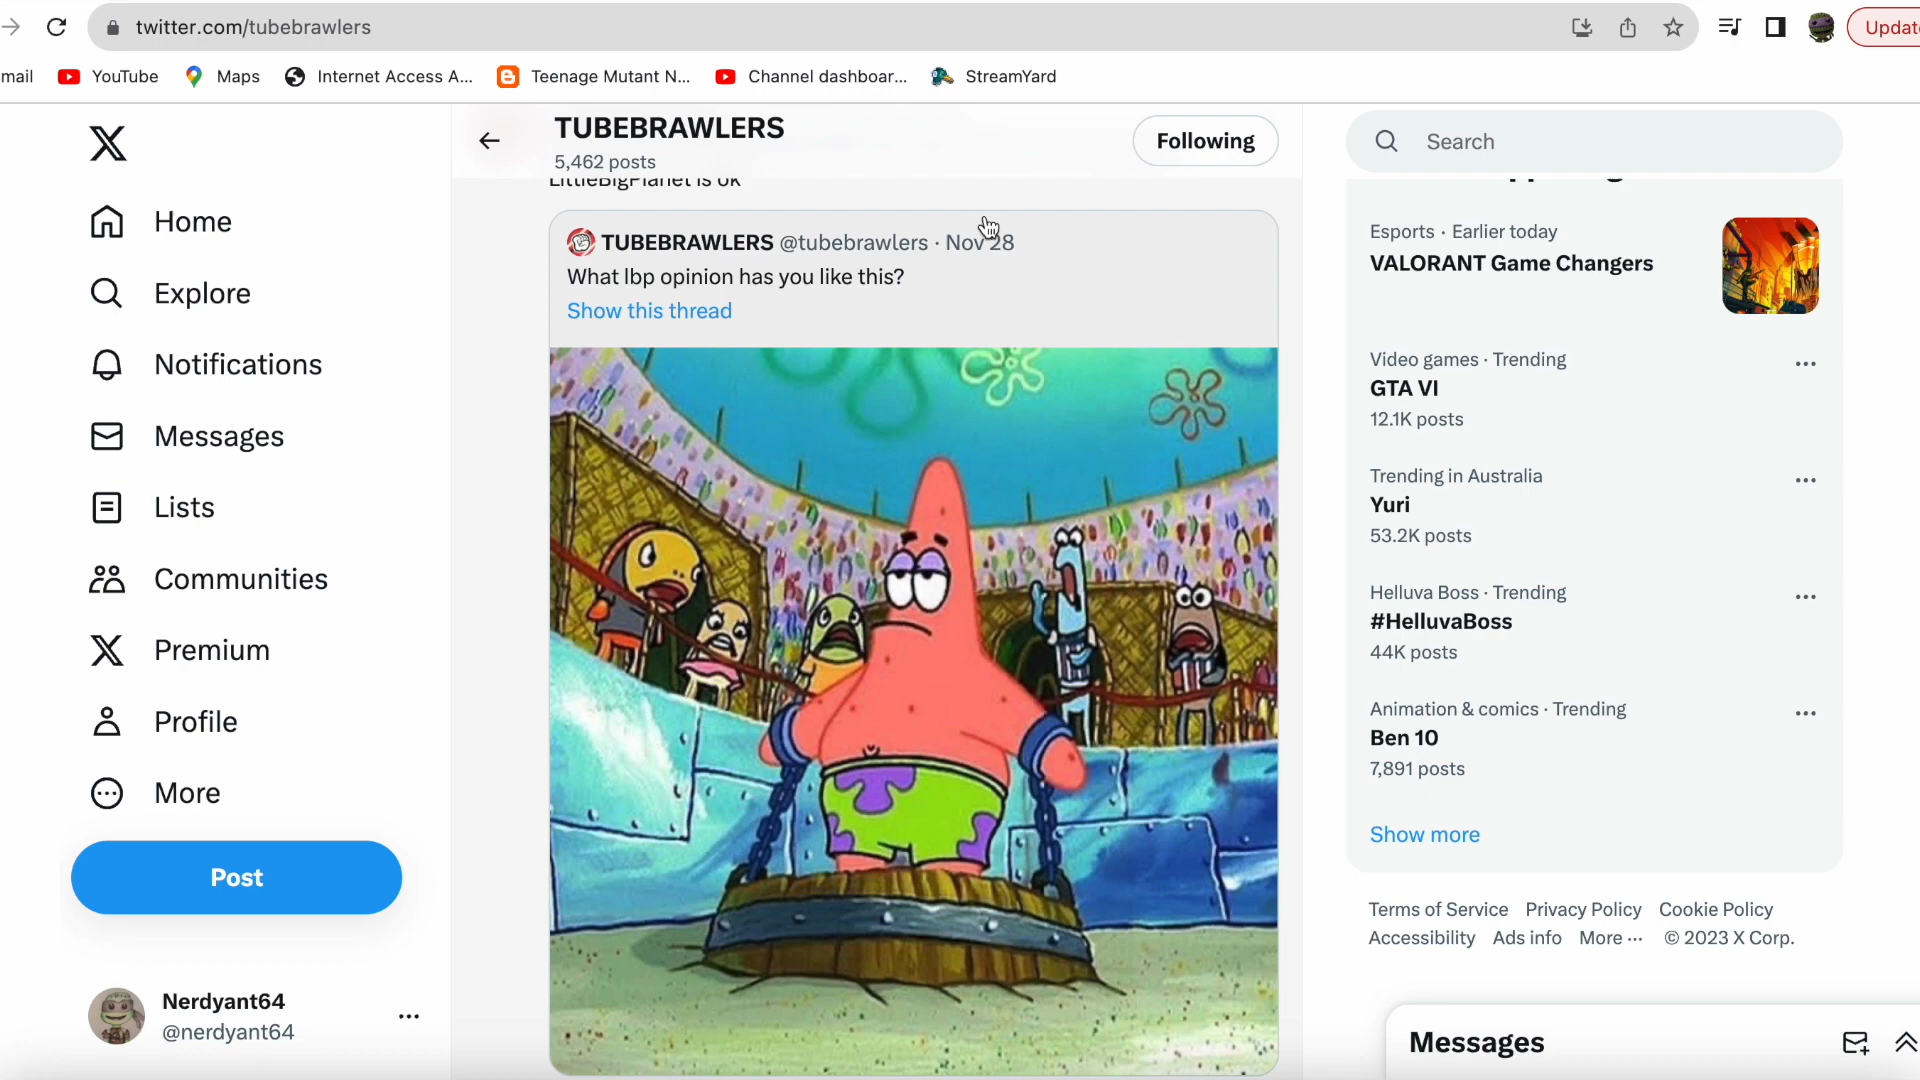 twitter.com/tubebrawlers
Update
mail
YouTube
Maps
Internet Access A...
Teenage Mutant N...
Channel dashboar...
StreamYard
Home
Explore
Notifications
Messages
Lists
Communities
Premium
Profile
More
Post
Nerdyant64
@nerdyant64
TUBEBRAWLERS
5,462 posts
Following
LittleBigPlanet is ok
TUBEBRAWLERS @tubebrawlers · Nov 28
What lbp opinion has you like this?
Show this thread
Search
Esports · Earlier today
VALORANT Game Changers
Video games · Trending
GTA VI
12.1K posts
Trending in Australia
Yuri
53.2K posts
Helluva Boss · Trending
#HelluvaBoss
44K posts
Animation & comics · Trending
Ben 10
7,891 posts
Show more
Terms of Service Privacy Policy Cookie Policy
Accessibility Ads info More ··· © 2023 X Corp.
Messages